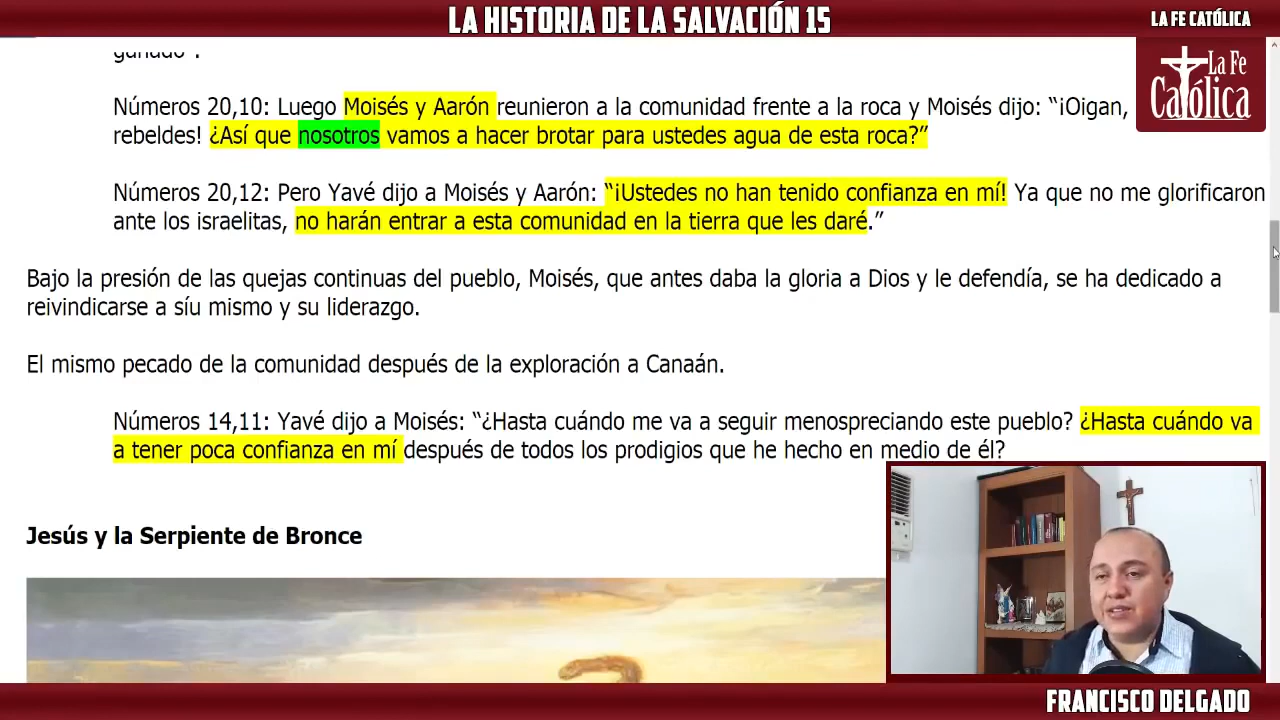 LA HISTORIA DE LA SALVACIÓN 15
LA FE CATÓLICA
La Fe
Católica
ganado”.
Números 20,10: Luego Moisés y Aarón reunieron a la comunidad frente a la roca y Moisés dijo: “¡Oigan,
rebeldes! ¿Así que nosotros vamos a hacer brotar para ustedes agua de esta roca?”
Números 20,12: Pero Yavé dijo a Moisés y Aarón: “¡Ustedes no han tenido confianza en mí! Ya que no me glorificaron
ante los israelitas, no harán entrar a esta comunidad en la tierra que les daré.”
Bajo la presión de las quejas continuas del pueblo, Moisés, que antes daba la gloria a Dios y le defendía, se ha dedicado a
reivindicarse a síu mismo y su liderazgo.
El mismo pecado de la comunidad después de la exploración a Canaán.
Números 14,11: Yavé dijo a Moisés: “¿Hasta cuándo me va a seguir menospreciando este pueblo? ¿Hasta cuándo va
a tener poca confianza en mí después de todos los prodigios que he hecho en medio de él?
Jesús y la Serpiente de Bronce
FRANCISCO DELGADO